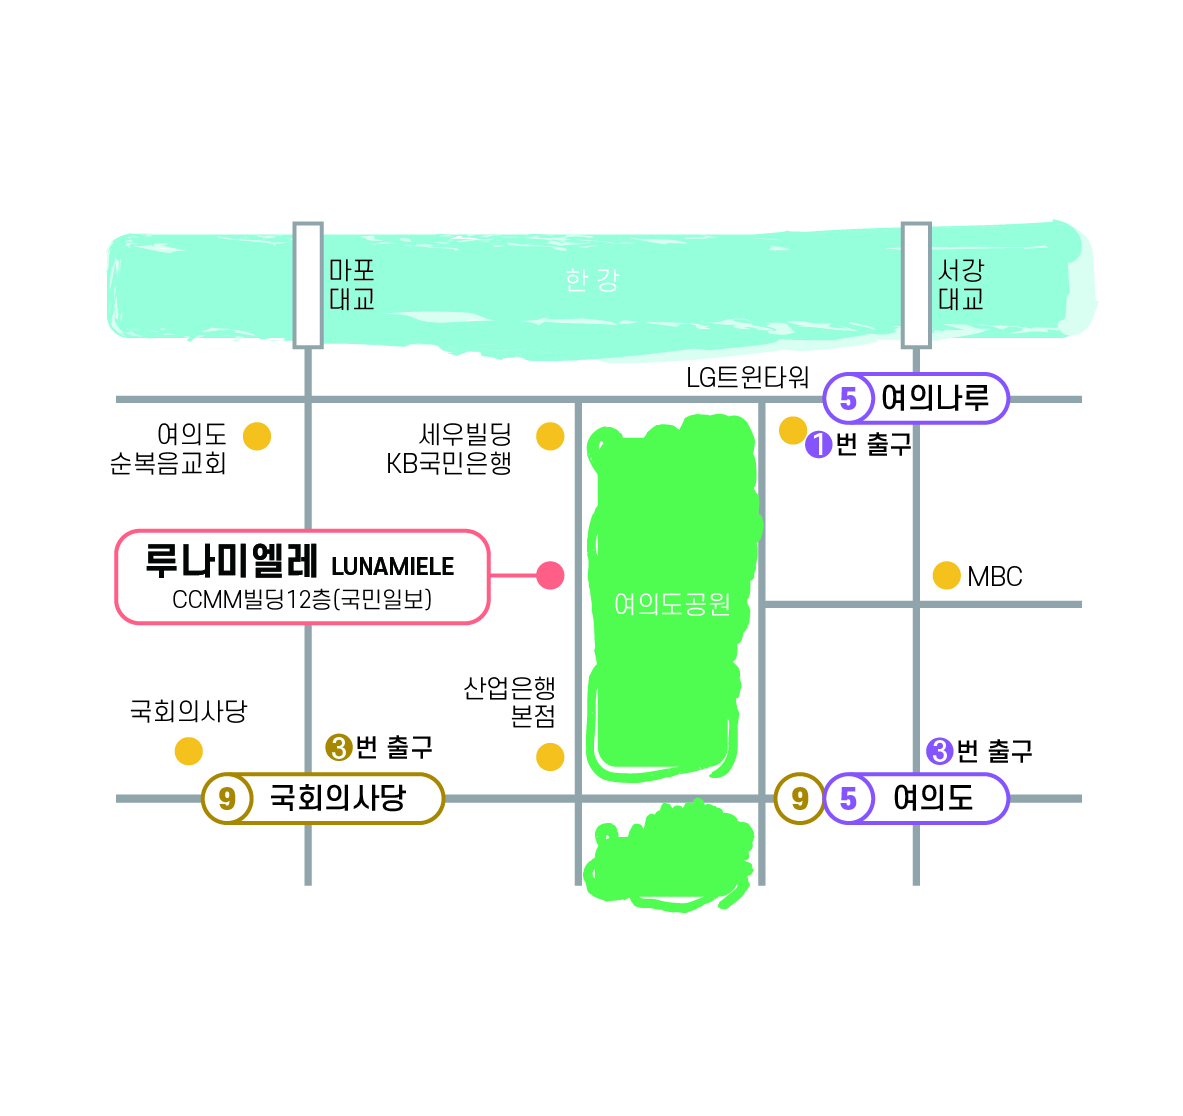 마포
대교
한 강
서강
대교
LG트윈타워
5 여의나루
1번 출구
여의도
순복음교회
세우빌딩
KB국민은행
루나미엘레 LUNAMIELE
CCMM빌딩12층(국민일보)
MBC
여의도공원
산업은행
본점
국회의사당
3번 출구
3번 출구
9 국회의사당
9 5 여의도